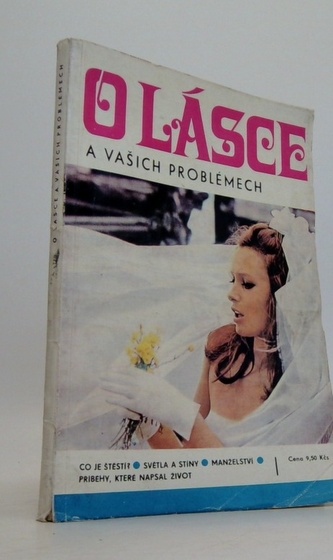 O LÁSCE
A VAŠICH PROBLÉMECH
O LÁSCE A VAŠICH PROBLÉMECH
CO JE ŠTĚSTÍ? ● SVĚTLA A STÍNY ● MANŽELSTVÍ ●
PŘÍBĚHY, KTERÉ NAPSAL ŽIVOT
Cena 9,50 Kčs